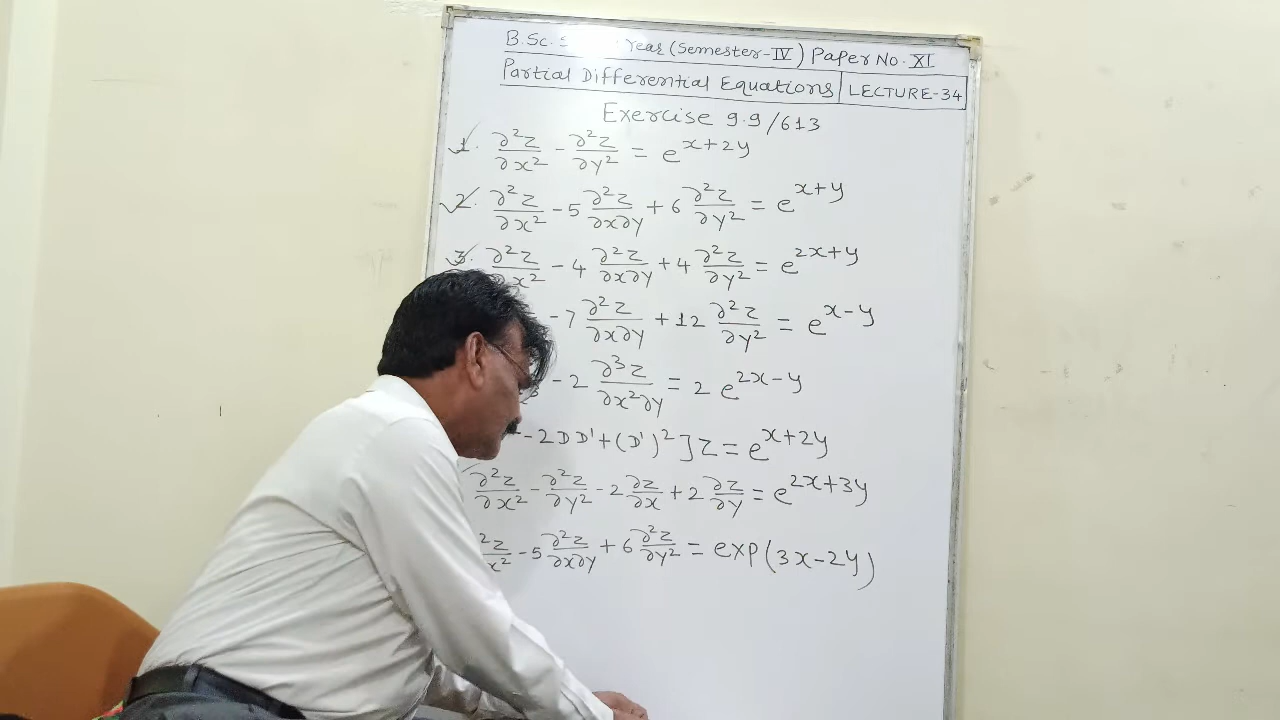 B.Sc. Year (Semester-IV) Paper No. XI
Partial Differential Equations LECTURE-34
Exercise 9.9/613
1. ∂²z/∂x² - ∂²z/∂y² = e^(x+2y)
2. ∂²z/∂x² - 5 ∂²z/∂x∂y + 6 ∂²z/∂y² = e^(x+y)
3. ∂²z/∂x² - 4 ∂²z/∂x∂y + 4 ∂²z/∂y² = e^(2x+y)
- 7 ∂²z/∂x∂y + 12 ∂²z/∂y² = e^(x-y)
- 2 ∂³z/∂x²∂y = 2 e^(2x-y)
- 2DD' + (D')²]z = e^(x+2y)
∂²z/∂x² - ∂²z/∂y² - 2 ∂z/∂x + 2 ∂z/∂y = e^(2x+3y)
²z/x² - 5 ∂²z/∂x∂y + 6 ∂²z/∂y² = exp(3x-2y)